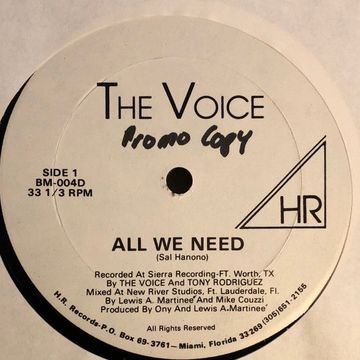 THE VOICE
Promo Copy
SIDE 1
BM-004D
33 1/3 RPM
HR
ALL WE NEED
(Sal Hanono)
Recorded At Sierra Recording-FT. Worth, TX
By THE VOICE AND TONY RODRIGUEZ
Mixed At New River Studios, Ft. Lauderdale, Fl.
By Lewis A. Martineé And Mike Couzzi
Produced By Ony and Lewis A. Martineé
All Rights Reserved
H.R. Records-P.O. Box 69-3761-Miami, Florida 33269 (305)651-2155